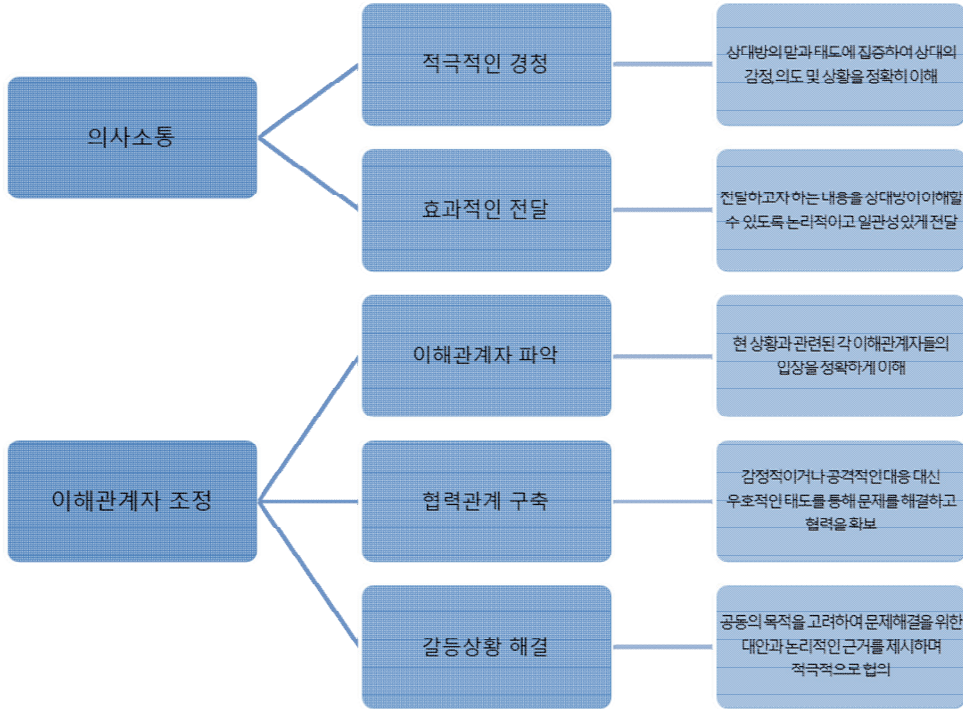 의사소통
적극적인 경청
상대방의 말과 태도에 집중하여 상대의
감정,의도 및 상황을 정확히 이해
효과적인 전달
전달하고자 하는 내용을 상대방이 이해할
수 있도록 논리적이고 일관성 있게 전달
이해관계자 조정
이해관계자 파악
현 상황과 관련된 각 이해관계자들의
입장을 정확하게 이해
협력관계 구축
감정적이거나 공격적인 대응 대신
우호적인 태도를 통해 문제를 해결하고
협력을 확보
갈등상황 해결
공동의 목적을 고려하여 문제해결을 위한
대안과 논리적인 근거를 제시하며
적극적으로 협의